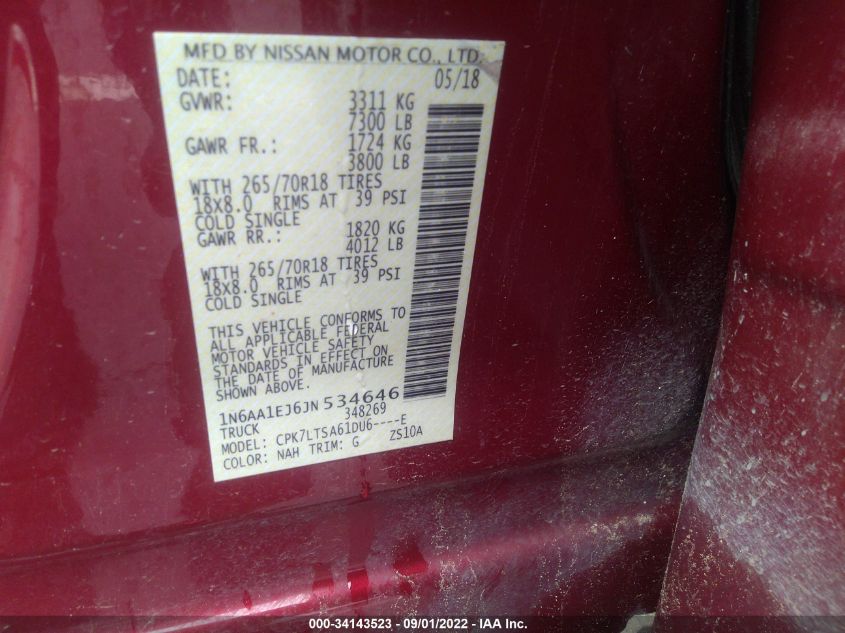 MFD BY NISSAN MOTOR CO., LTD.
DATE: 05/18
GVWR: 3311 KG
7300 LB
GAWR FR.: 1724 KG
3800 LB
WITH 265/70R18 TIRES
18x8.0 RIMS AT 39 PSI
COLD SINGLE
GAWR RR.: 1820 KG
4012 LB
WITH 265/70R18 TIRES
18x8.0 RIMS AT 39 PSI
COLD SINGLE
THIS VEHICLE CONFORMS TO
ALL APPLICABLE FEDERAL
MOTOR VEHICLE SAFETY
STANDARDS IN EFFECT ON
THE DATE OF MANUFACTURE
SHOWN ABOVE.
1N6AA1EJ6JN534646
TRUCK 348269
MODEL: CPK7LTSA61DU6----E
COLOR: NAH TRIM: G ZS10A
000-34143523 - 09/01/2022 - IAA Inc.